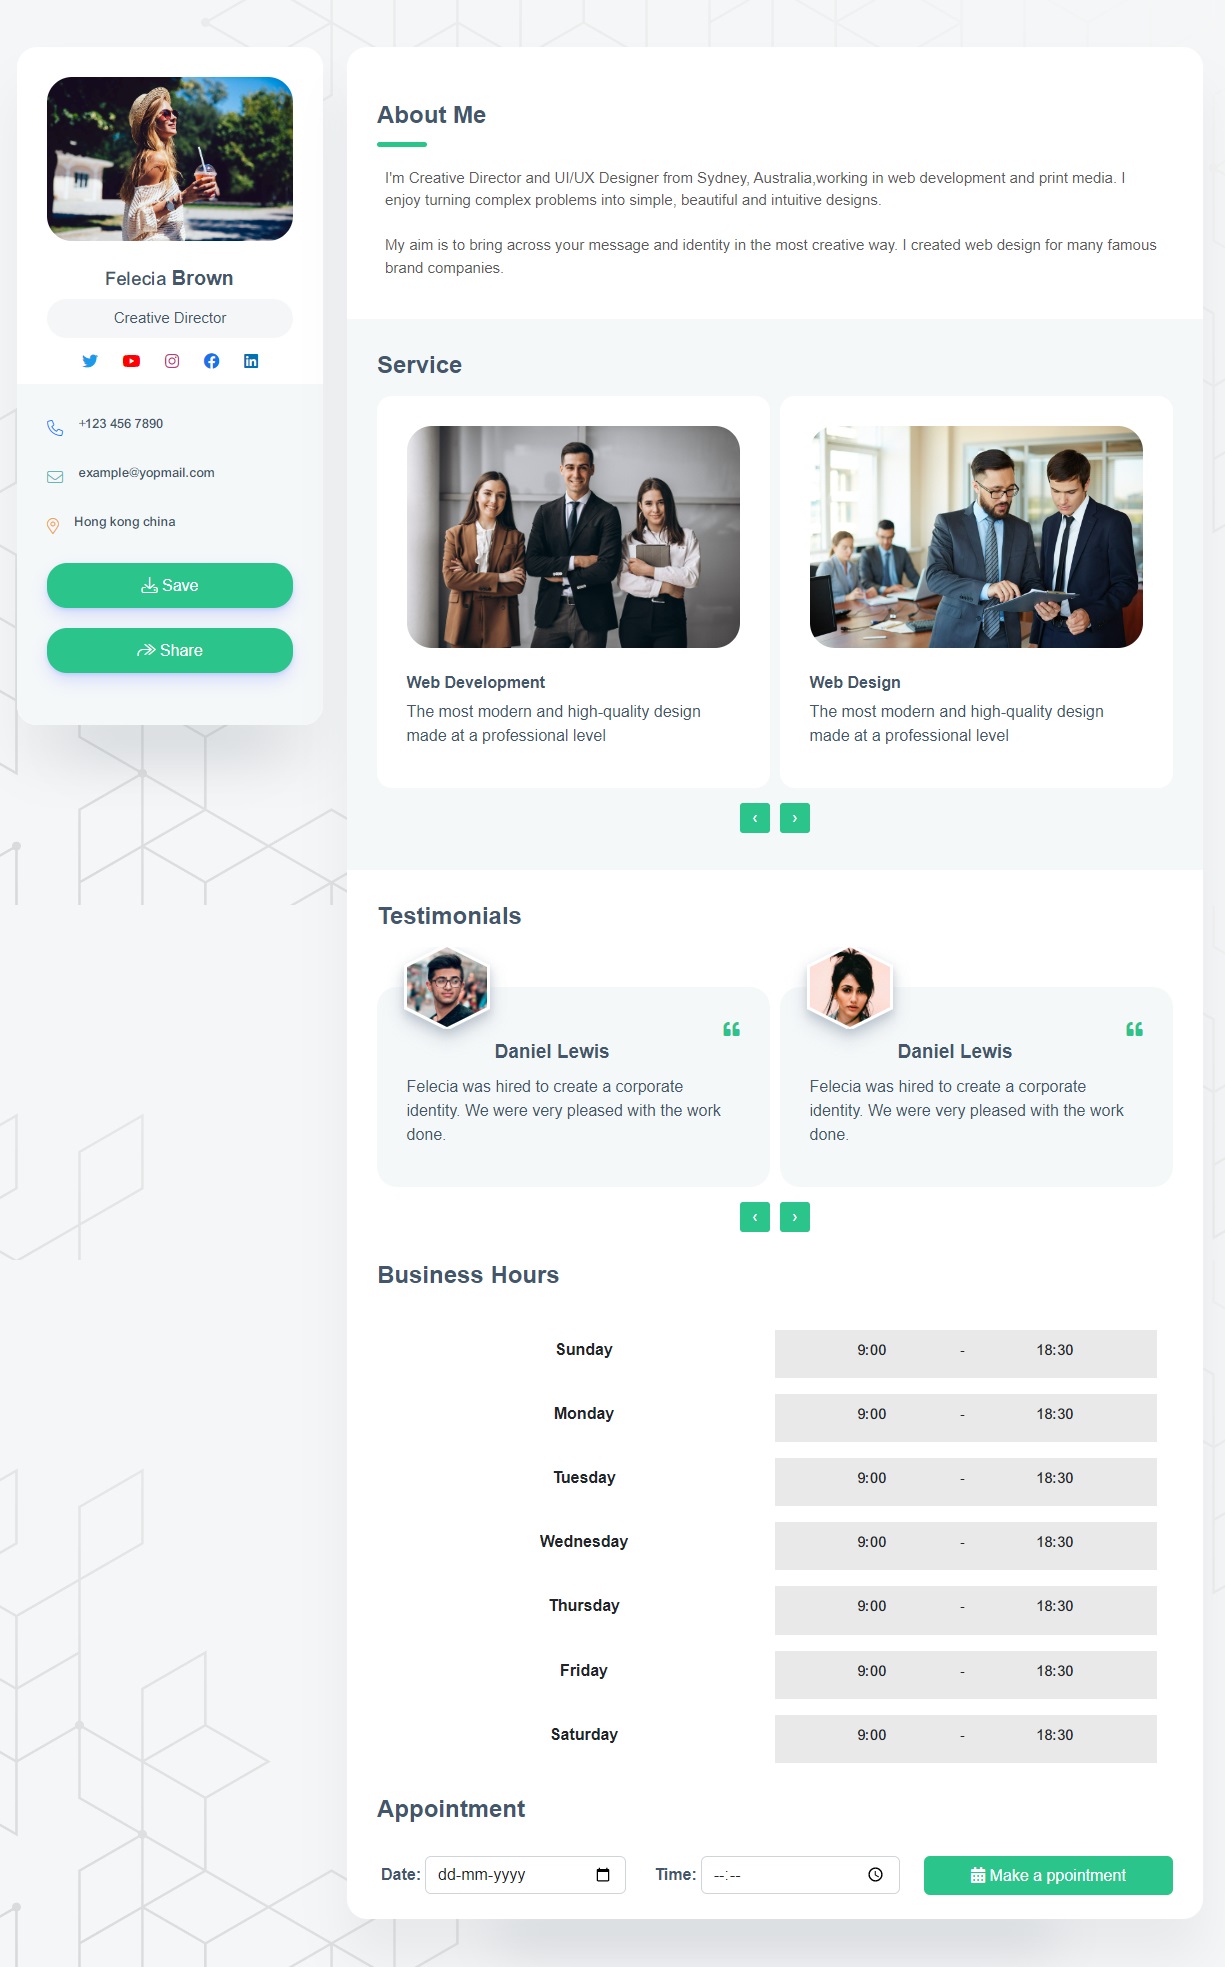 Felecia Brown
Creative Director
+123 456 7890
example@yopmail.com
Hong kong china
Save
Share
About Me
I'm Creative Director and UI/UX Designer from Sydney, Australia,working in web development and print media. I
enjoy turning complex problems into simple, beautiful and intuitive designs.
My aim is to bring across your message and identity in the most creative way. I created web design for many famous
brand companies.
Service
Web Development
The most modern and high-quality design
made at a professional level
Web Design
The most modern and high-quality design
made at a professional level
‹ ›
Testimonials
Daniel Lewis
Felecia was hired to create a corporate
identity. We were very pleased with the work
done.
Daniel Lewis
Felecia was hired to create a corporate
identity. We were very pleased with the work
done.
‹ ›
Business Hours
Sunday 9:00 - 18:30
Monday 9:00 - 18:30
Tuesday 9:00 - 18:30
Wednesday 9:00 - 18:30
Thursday 9:00 - 18:30
Friday 9:00 - 18:30
Saturday 9:00 - 18:30
Appointment
Date: dd-mm-yyyy Time: --:-- Make a ppointment